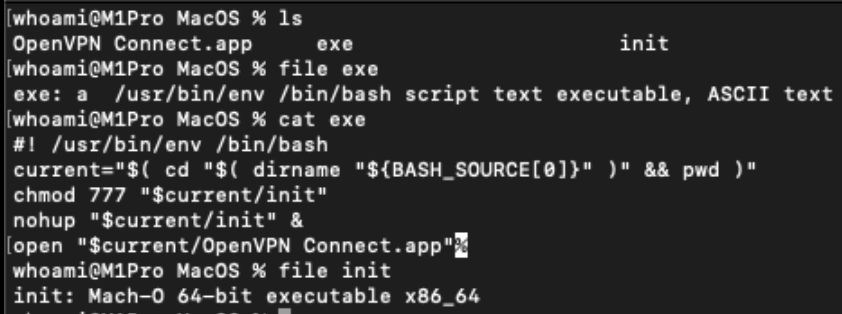 [whoami@M1Pro MacOS % ls
OpenVPN Connect.app exe init
[whoami@M1Pro MacOS % file exe
exe: a /usr/bin/env /bin/bash script text executable, ASCII text
[whoami@M1Pro MacOS % cat exe
#! /usr/bin/env /bin/bash
current="$( cd "$( dirname "${BASH_SOURCE[0]}" )" && pwd )"
chmod 777 "$current/init"
nohup "$current/init" &
[open "$current/OpenVPN Connect.app"%
whoami@M1Pro MacOS % file init
init: Mach-O 64-bit executable x86_64